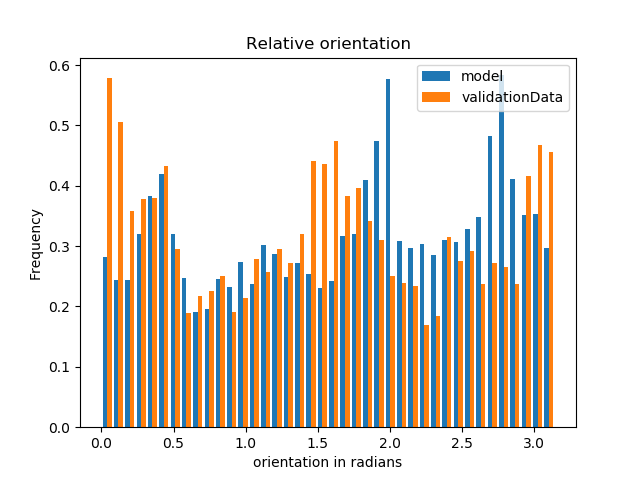 Relative orientation
model
validationData
0.6
0.5
0.4
0.3
0.2
0.1
0.0
Frequency
0.0 0.5 1.0 1.5 2.0 2.5 3.0
orientation in radians